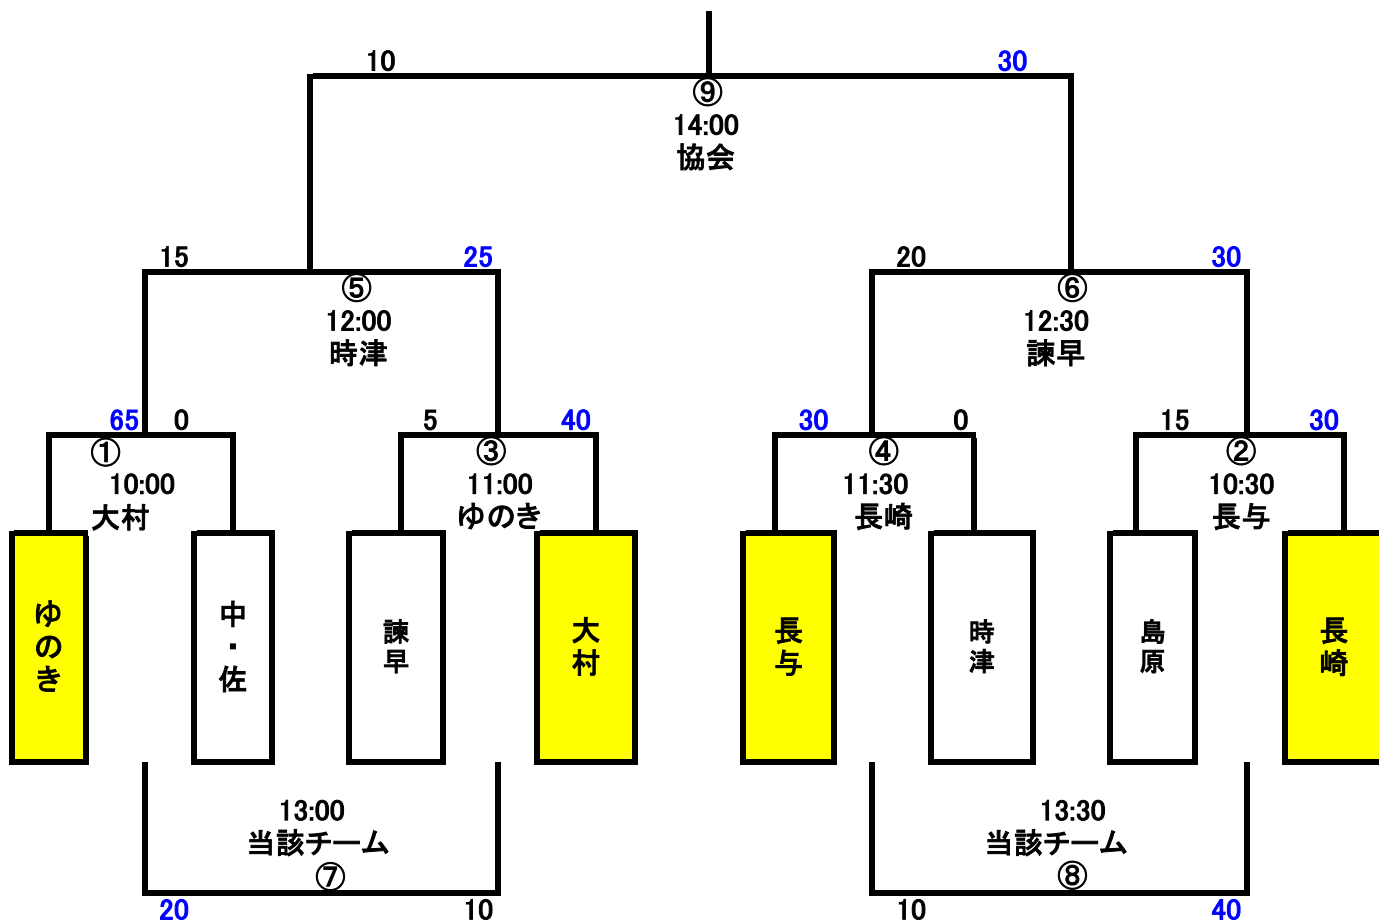 10 30
⑨
14:00
協会
15 25 20 30
⑤ ⑥
12:00 12:30
時津 諫早
65 0 5 40 30 0 15 30
① ③ ④ ②
10:00 11:00 11:30 10:30
大村 ゆのき 長崎 長与
ゆのき
中・佐
諫早
大村
長与
時津
島原
長崎
13:00 13:30
当該チーム 当該チーム
⑦ ⑧
20 10 10 40